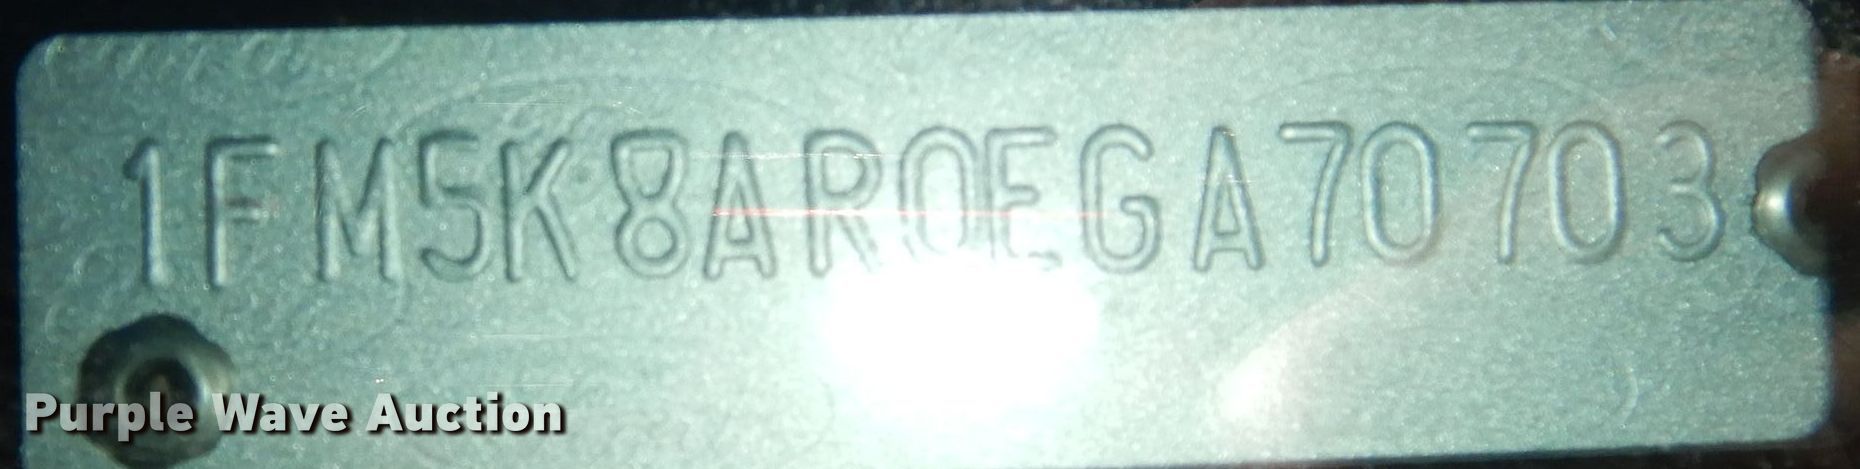 1FM5K8AR0EGA70703
Purple Wave Auction